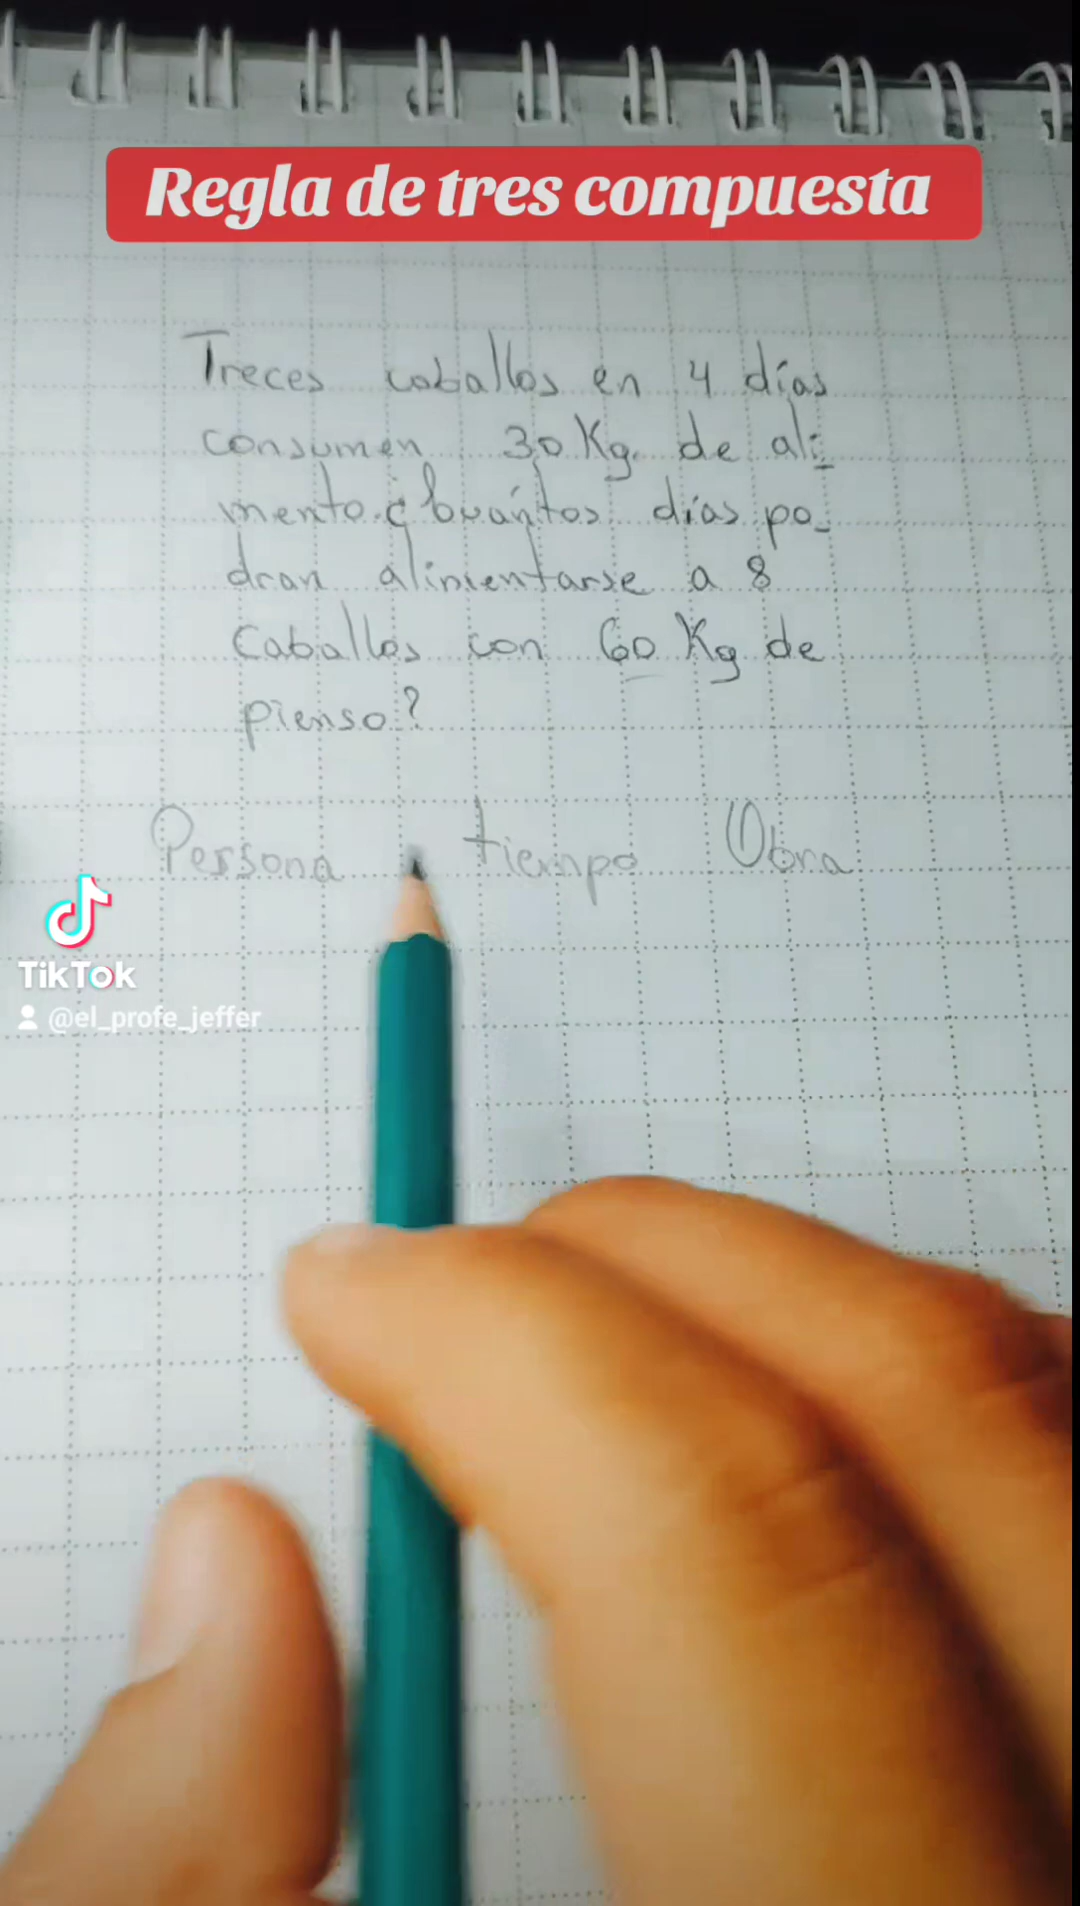 Regla de tres compuesta
Treces caballos en 4 días
consumen 30 Kg. de ali-
mento. ¿Cuántos días po-
dran alimentarse a 8
Caballos con 60 Kg de
pienso?
Persona tiempo Obra
TikTok
@el_profe_jeffer